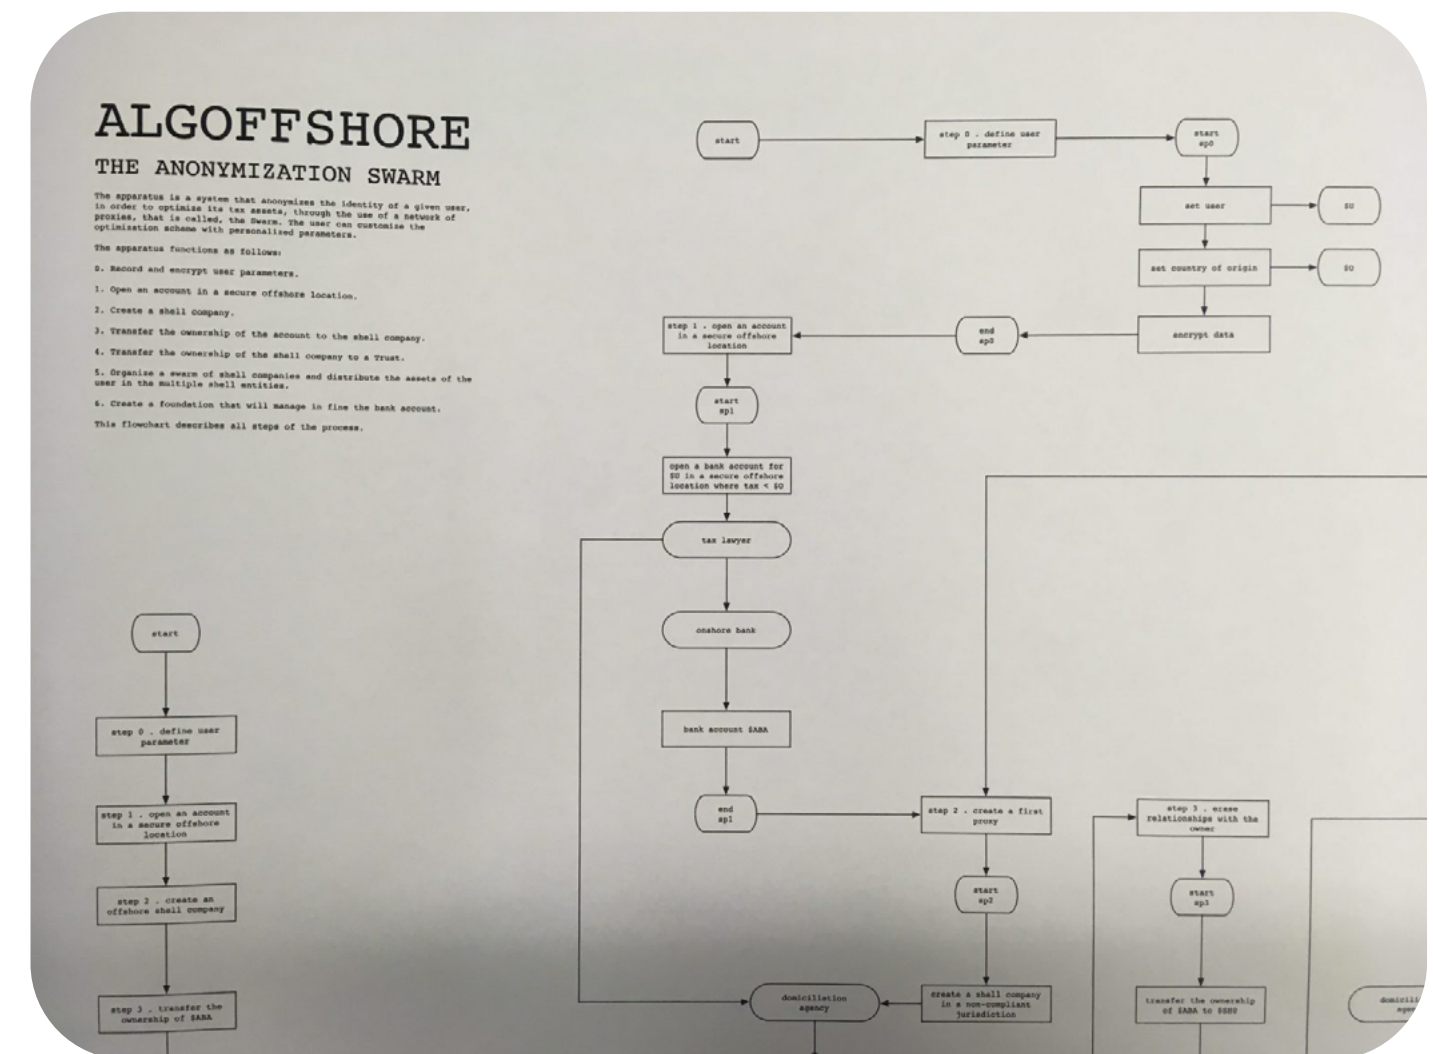 ALGOFFSHORE
THE ANONYMIZATION SWARM
The apparatus is a system that anonymizes the identity of a given user,
in order to optimize its tax assets, through the use of a network of
proxies, that is called, the Swarm. The user can customize the
optimization scheme with personalized parameters.
The apparatus functions as follows:
0. Record and encrypt user parameters.
1. Open an account in a secure offshore location.
2. Create a shell company.
3. Transfer the ownership of the account to the shell company.
4. Transfer the ownership of the shell company to a Trust.
5. Organize a swarm of shell companies and distribute the assets of the
user in the multiple shell entities.
6. Create a foundation that will manage in fine the bank account.
This flowchart describes all steps of the process.
start
step 0 . define user
parameter
step 1 . open an account
in a secure offshore
location
step 2 . create an
offshore shell company
step 3 . transfer the
ownership of $ABA
start
step 0 . define user
parameter
start
sp0
set user
$U
set country of origin
$O
encrypt data
end
sp0
step 1 . open an account
in a secure offshore
location
start
sp1
open a bank account for
$U in a secure offshore
location where tax < $O
tax lawyer
onshore bank
bank account $ABA
end
sp1
step 2 . create a first
proxy
start
sp2
create a shell company
in a non-compliant
jurisdiction
domiciliation
agency
step 3 . erase
relationships with the
owner
start
sp3
transfer the ownership
of $ABA to
domicili
agen